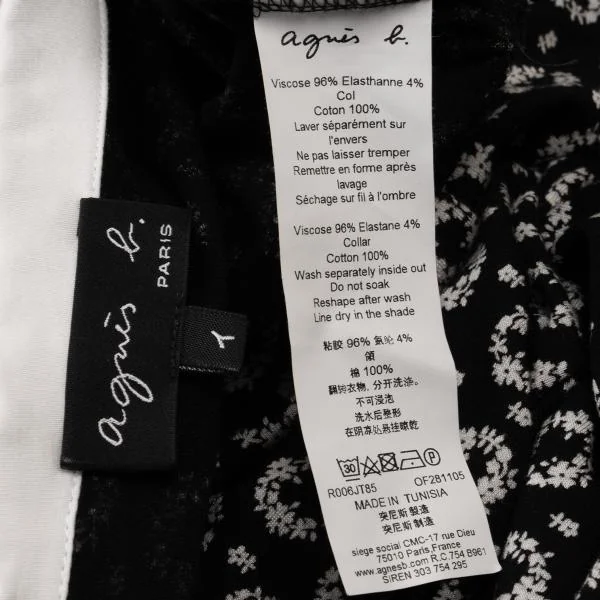 agnès b.
PARIS
1
agnès b.
Viscose 96% Elasthanne 4%
Col
Coton 100%
Laver séparément sur
l'envers
Ne pas laisser tremper
Remettre en forme après
lavage
Séchage sur fil à l'ombre
Viscose 96% Elastane 4%
Collar
Cotton 100%
Wash separately inside out
Do not soak
Reshape after wash
Line dry in the shade
粘胶 96% 氨纶 4%
领
棉 100%
翻转衣物, 分开洗涤。
不可浸泡
洗水后整形
在阴凉处悬挂晾乾
30 P
R006JT85 OF281105
MADE IN TUNISIA
突尼斯製造
突尼斯制造
siege social CMC-17 rue Dieu
75010 Paris/France
www.agnesb.com R.C 754 B961
SIREN 303 754 295